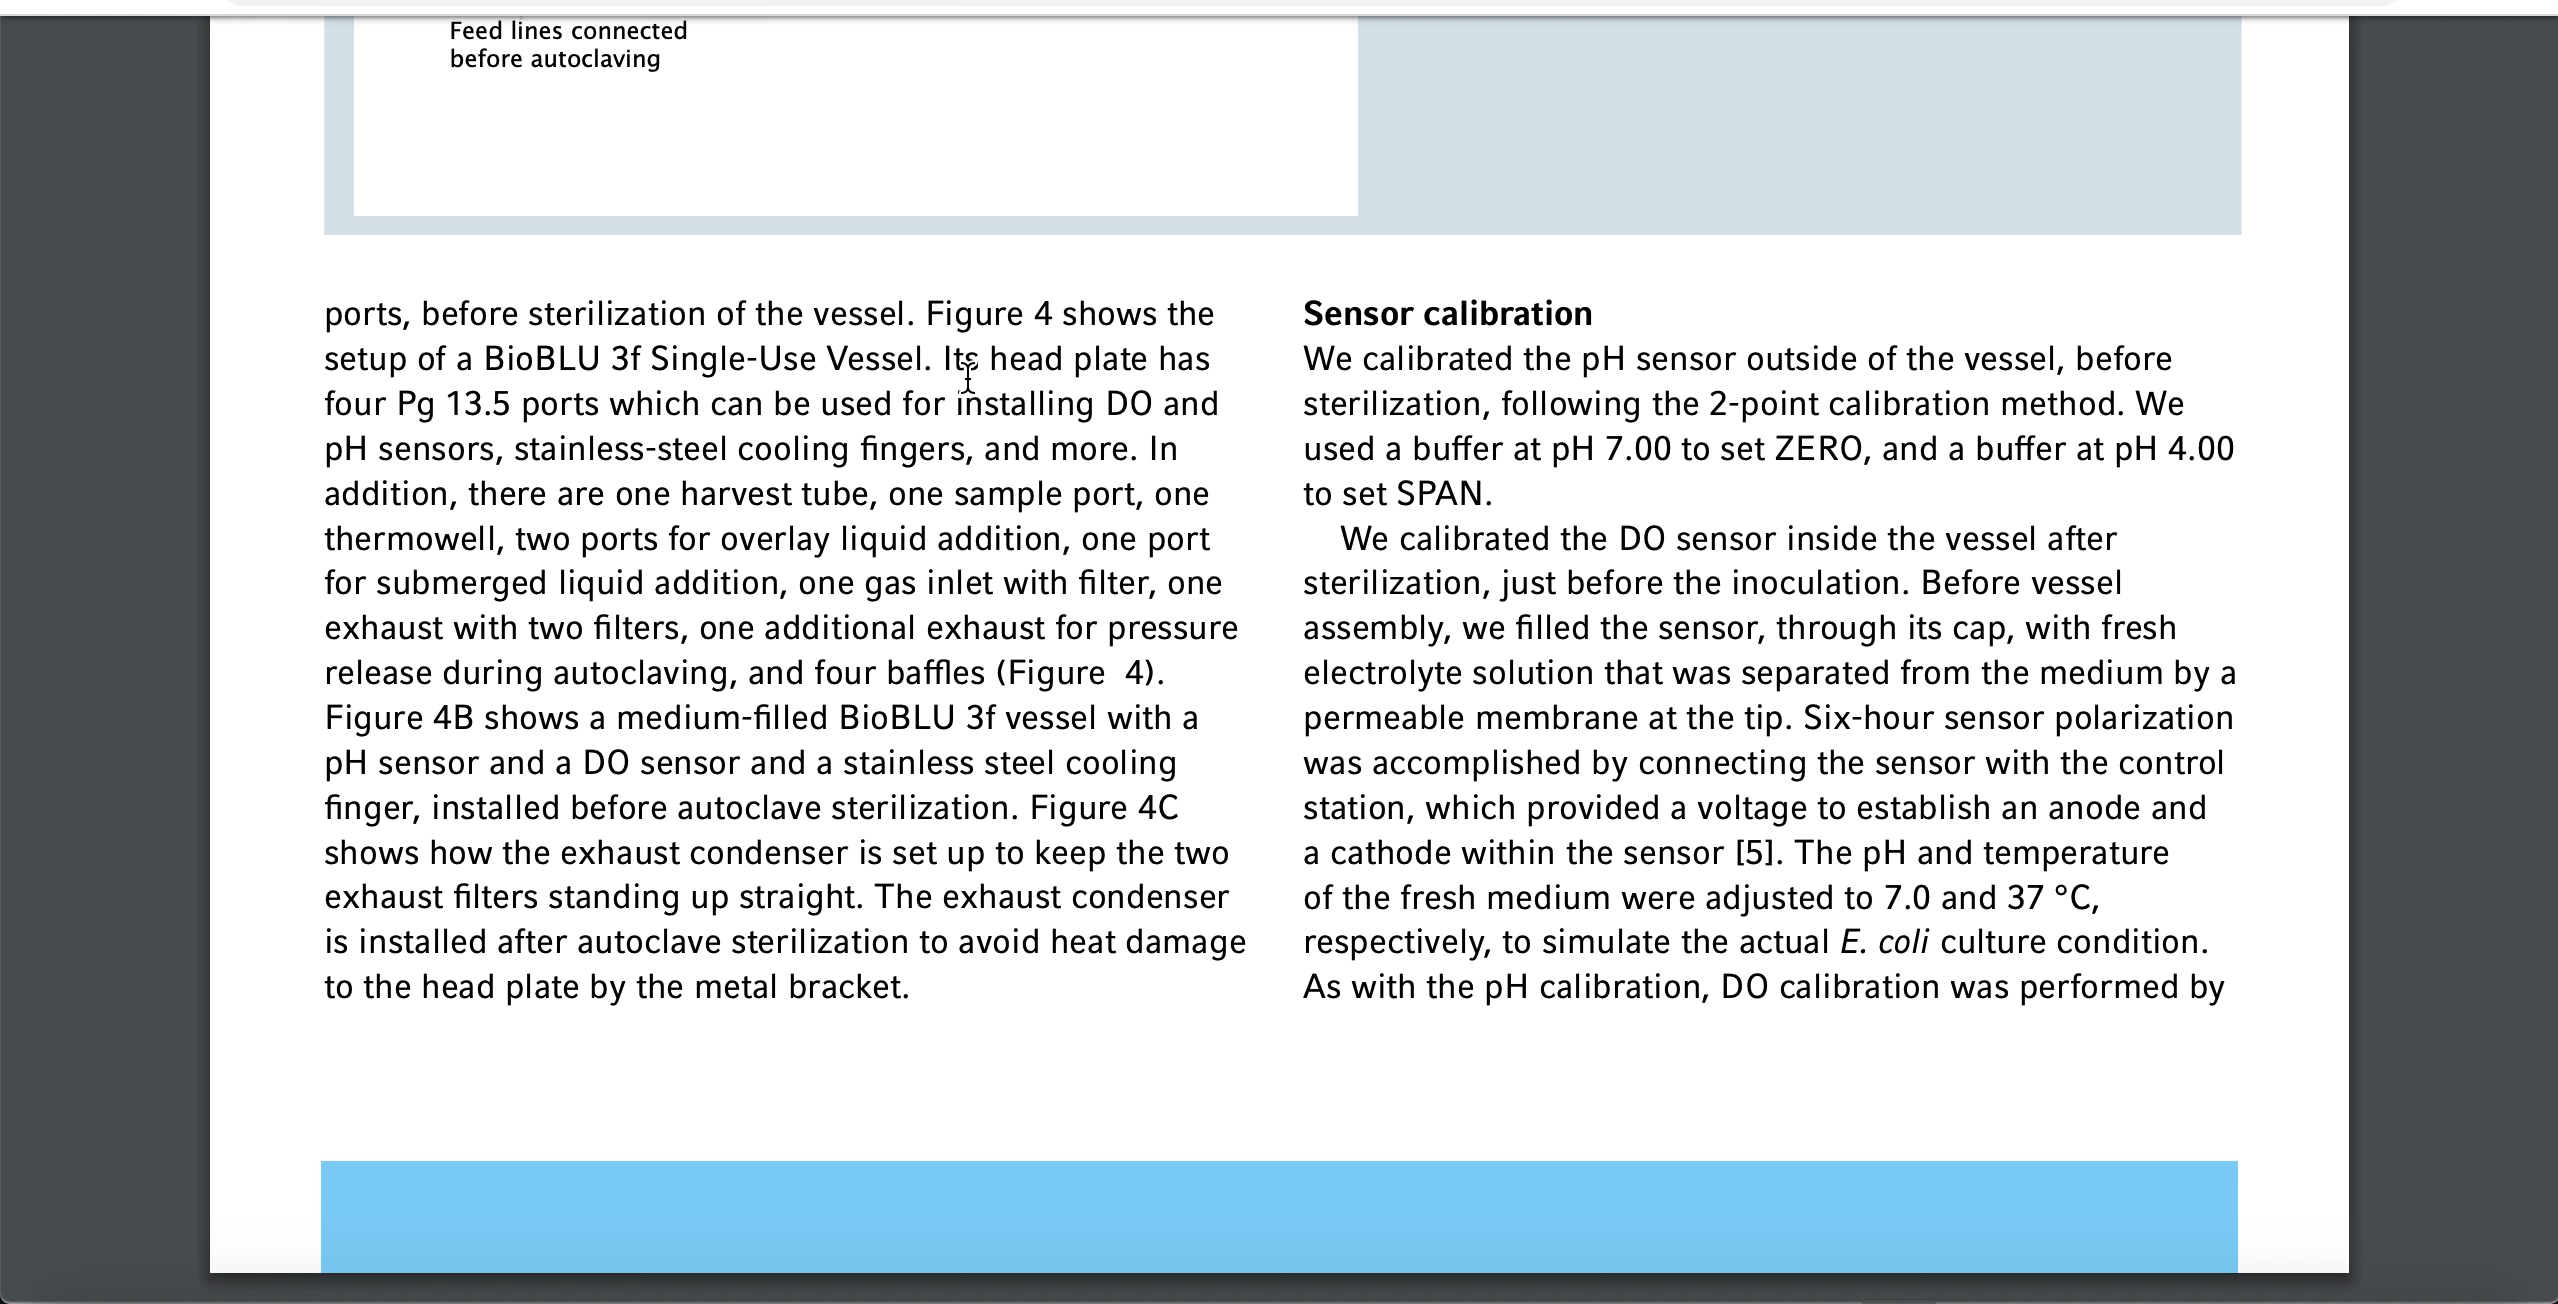 Feed lines connected
before autoclaving
ports, before sterilization of the vessel. Figure 4 shows the
setup of a BioBLU 3f Single-Use Vessel. Its head plate has
four Pg 13.5 ports which can be used for installing DO and
pH sensors, stainless-steel cooling fingers, and more. In
addition, there are one harvest tube, one sample port, one
thermowell, two ports for overlay liquid addition, one port
for submerged liquid addition, one gas inlet with filter, one
exhaust with two filters, one additional exhaust for pressure
release during autoclaving, and four baffles (Figure  4).
Figure 4B shows a medium-filled BioBLU 3f vessel with a
pH sensor and a DO sensor and a stainless steel cooling
finger, installed before autoclave sterilization. Figure 4C
shows how the exhaust condenser is set up to keep the two
exhaust filters standing up straight. The exhaust condenser
is installed after autoclave sterilization to avoid heat damage
to the head plate by the metal bracket.
Sensor calibration
We calibrated the pH sensor outside of the vessel, before
sterilization, following the 2-point calibration method. We
used a buffer at pH 7.00 to set ZERO, and a buffer at pH 4.00
to set SPAN.
We calibrated the DO sensor inside the vessel after
sterilization, just before the inoculation. Before vessel
assembly, we filled the sensor, through its cap, with fresh
electrolyte solution that was separated from the medium by a
permeable membrane at the tip. Six-hour sensor polarization
was accomplished by connecting the sensor with the control
station, which provided a voltage to establish an anode and
a cathode within the sensor [5]. The pH and temperature
of the fresh medium were adjusted to 7.0 and 37 °C,
respectively, to simulate the actual E. coli culture condition.
As with the pH calibration, DO calibration was performed by